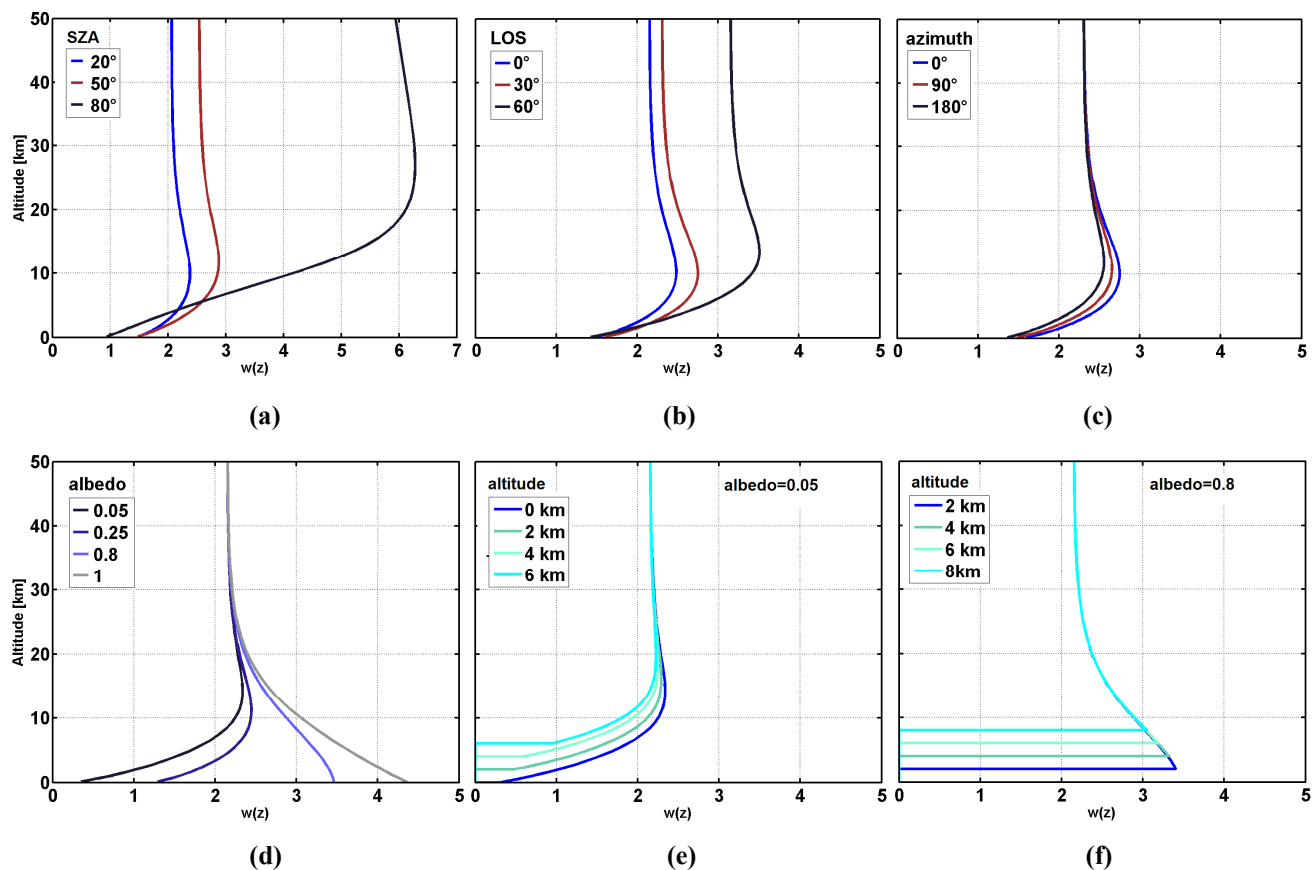 50
40
30
20
10
0
Altitude [km]
SZA
20°
50°
80°
0 1 2 3 4 5 6 7
w(z)
(a)
LOS
0°
30°
60°
0 1 2 3 4 5
w(z)
(b)
azimuth
0°
90°
180°
0 1 2 3 4 5
w(z)
(c)
50
40
30
20
10
0
Altitude [km]
albedo
0.05
0.25
0.8
1
0 1 2 3 4 5
w(z)
(d)
altitude
0 km
2 km
4 km
6 km
albedo=0.05
0 1 2 3 4 5
w(z)
(e)
altitude
2 km
4 km
6 km
8km
albedo=0.8
0 1 2 3 4 5
w(z)
(f)